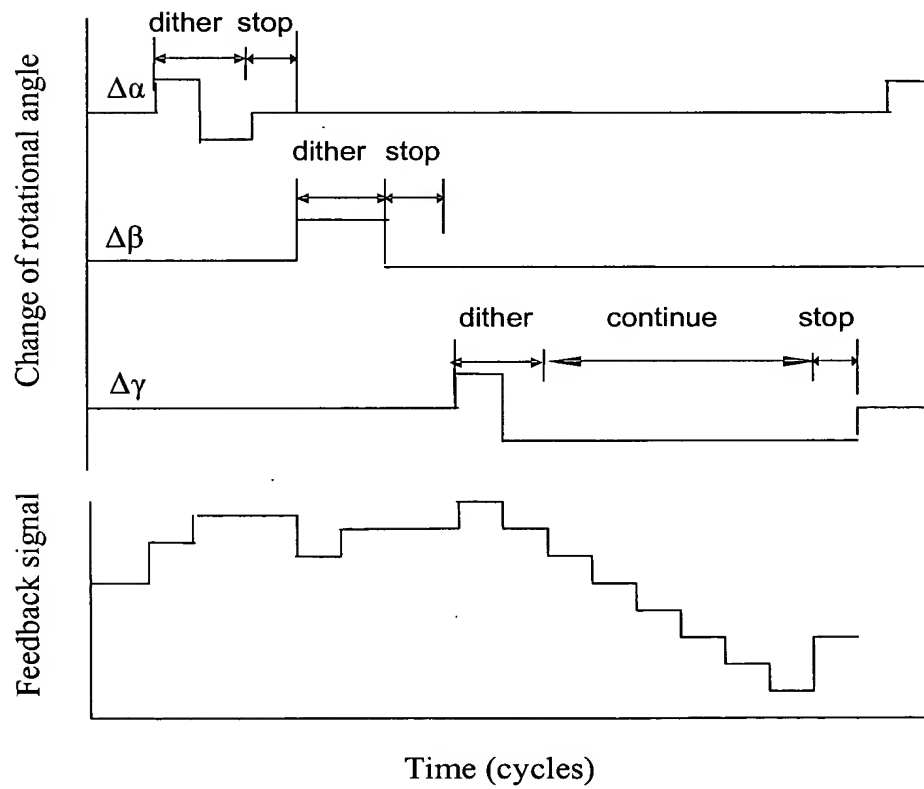 dither stop
Δα
dither stop
Δβ
dither continue stop
Δγ
Change of rotational angle
Feedback signal
Time (cycles)